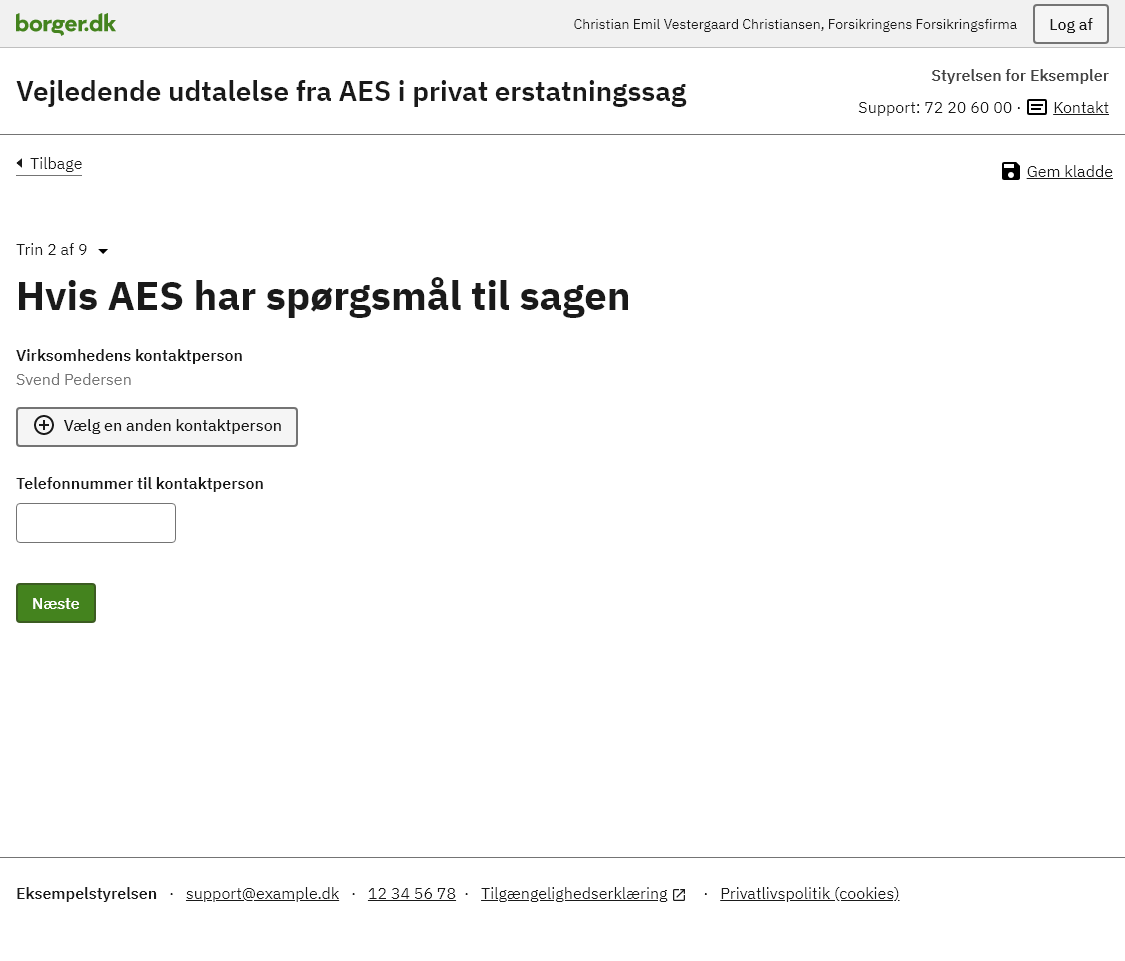 borger.dk
Christian Emil Vestergaard Christiansen, Forsikringens Forsikringsfirma
Log af
Vejledende udtalelse fra AES i privat erstatningssag
Styrelsen for Eksempler
Support: 72 20 60 00 · Kontakt
Tilbage
Gem kladde
Trin 2 af 9
Hvis AES har spørgsmål til sagen
Virksomhedens kontaktperson
Svend Pedersen
Vælg en anden kontaktperson
Telefonnummer til kontaktperson
Næste
Eksempelstyrelsen · support@example.dk · 12 34 56 78 · Tilgængelighedserklæring · Privatlivspolitik (cookies)